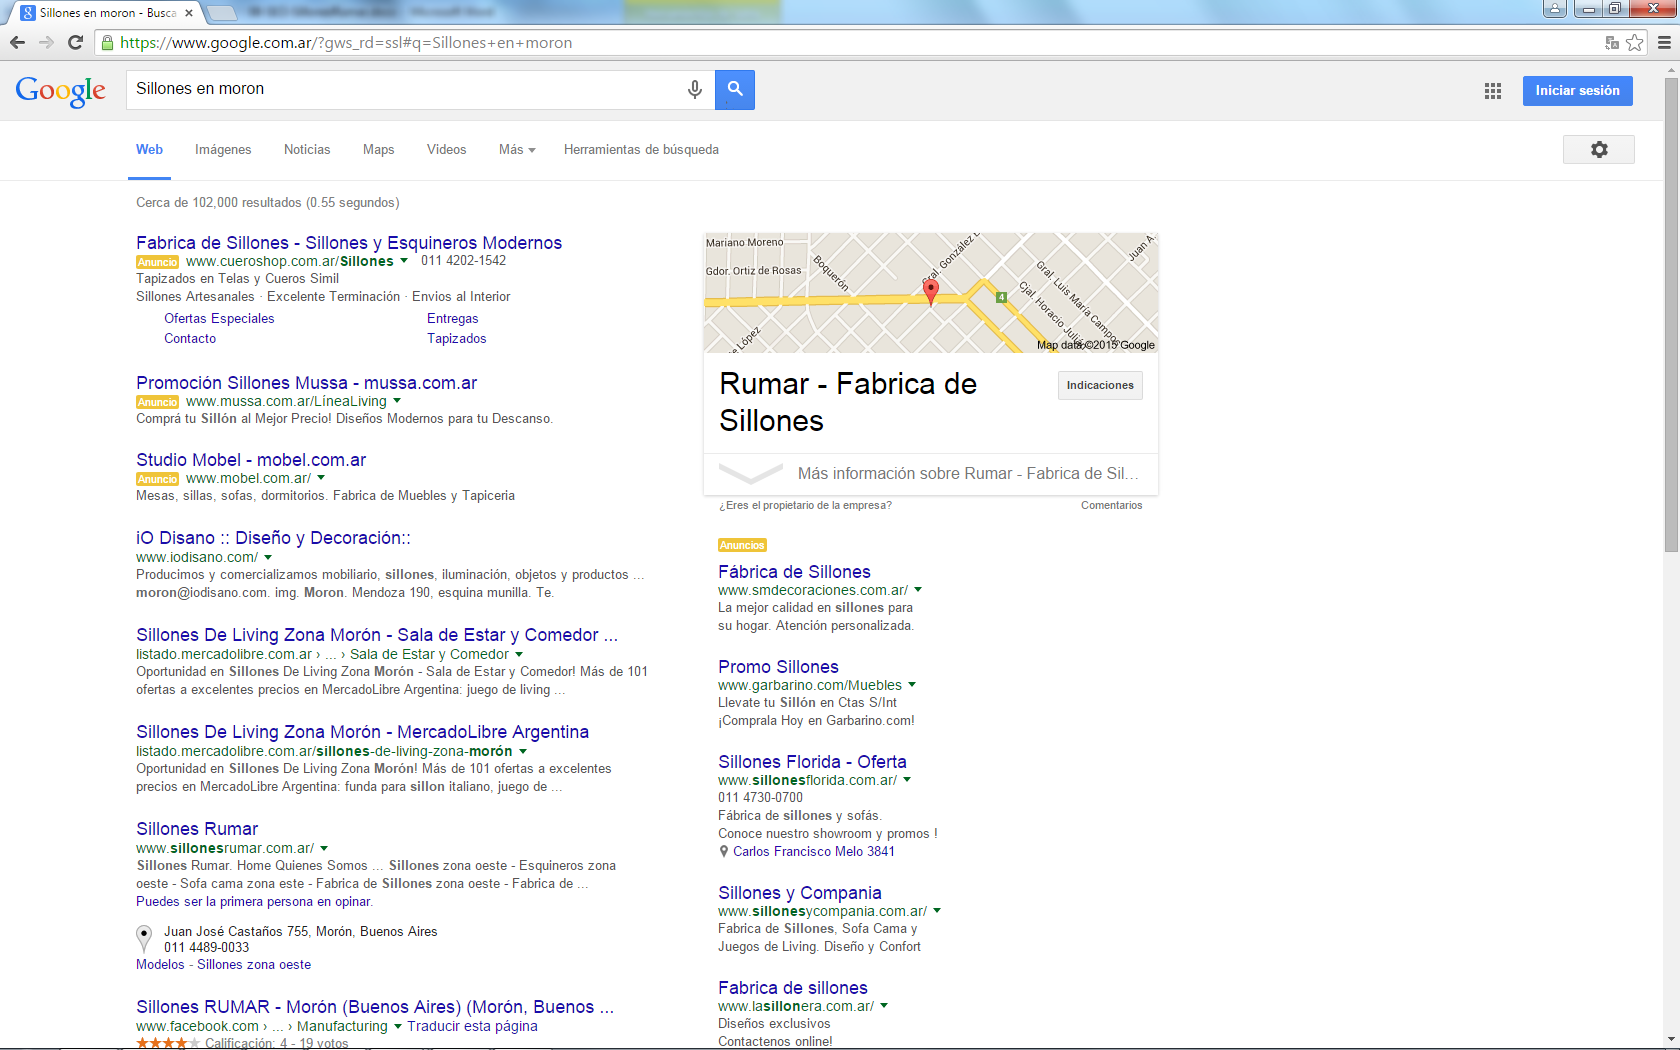 Sillones en moron - Busca
https://www.google.com.ar/?gws_rd=ssl#q=Sillones+en+moron
Google
Sillones en moron
Iniciar sesión
Web
Imágenes
Noticias
Maps
Videos
Más
Herramientas de búsqueda
Cerca de 102,000 resultados (0.55 segundos)
Fabrica de Sillones - Sillones y Esquineros Modernos
Anuncio www.cueroshop.com.ar/Sillones 011 4202-1542
Tapizados en Telas y Cueros Simil
Sillones Artesanales · Excelente Terminación · Envios al Interior
Ofertas Especiales Entregas
Contacto Tapizados
Promoción Sillones Mussa - mussa.com.ar
Anuncio www.mussa.com.ar/LíneaLiving
Comprá tu Sillón al Mejor Precio! Diseños Modernos para tu Descanso.
Studio Mobel - mobel.com.ar
Anuncio www.mobel.com.ar/
Mesas, sillas, sofas, dormitorios. Fabrica de Muebles y Tapiceria
iO Disano :: Diseño y Decoración::
www.iodisano.com/
Producimos y comercializamos mobiliario, sillones, iluminación, objetos y productos ...
moron@iodisano.com. img. Moron. Mendoza 190, esquina munilla. Te.
Sillones De Living Zona Morón - Sala de Estar y Comedor ...
listado.mercadolibre.com.ar › ... › Sala de Estar y Comedor
Oportunidad en Sillones De Living Zona Morón - Sala de Estar y Comedor! Más de 101
ofertas a excelentes precios en MercadoLibre Argentina: juego de living ...
Sillones De Living Zona Morón - MercadoLibre Argentina
listado.mercadolibre.com.ar/sillones-de-living-zona-morón
Oportunidad en Sillones De Living Zona Morón! Más de 101 ofertas a excelentes
precios en MercadoLibre Argentina: funda para sillon italiano, juego de ...
Sillones Rumar
www.sillonesrumar.com.ar/
Sillones Rumar. Home Quienes Somos ... Sillones zona oeste - Esquineros zona
oeste - Sofa cama zona este - Fabrica de Sillones zona oeste - Fabrica de ...
Puedes ser la primera persona en opinar.
Juan José Castaños 755, Morón, Buenos Aires
011 4489-0033
Modelos - Sillones zona oeste
Sillones RUMAR - Morón (Buenos Aires) (Morón, Buenos ...
www.facebook.com › ... › Manufacturing Traducir esta página
Calificación: 4 - 19 votos
Mariano Moreno
Gdor. Ortiz de Rosas
Boquerón
Gral. González
Juan A.
Gral. Luis María Campos
Cjal. Horacio Julián
de López
4
Map data ©2015 Google
Rumar - Fabrica de
Sillones
Indicaciones
Más información sobre Rumar - Fabrica de Sil...
¿Eres el propietario de la empresa? Comentarios
Anuncios
Fábrica de Sillones
www.smdecoraciones.com.ar/
La mejor calidad en sillones para
su hogar. Atención personalizada.
Promo Sillones
www.garbarino.com/Muebles
Llevate tu Sillón en Ctas S/Int
¡Comprala Hoy en Garbarino.com!
Sillones Florida - Oferta
www.sillonesflorida.com.ar/
011 4730-0700
Fábrica de sillones y sofás.
Conoce nuestro showroom y promos !
Carlos Francisco Melo 3841
Sillones y Compania
www.sillonesycompania.com.ar/
Fabrica de Sillones, Sofa Cama y
Juegos de Living. Diseño y Confort
Fabrica de sillones
www.lasillonera.com.ar/
Diseños exclusivos
Contactenos online!